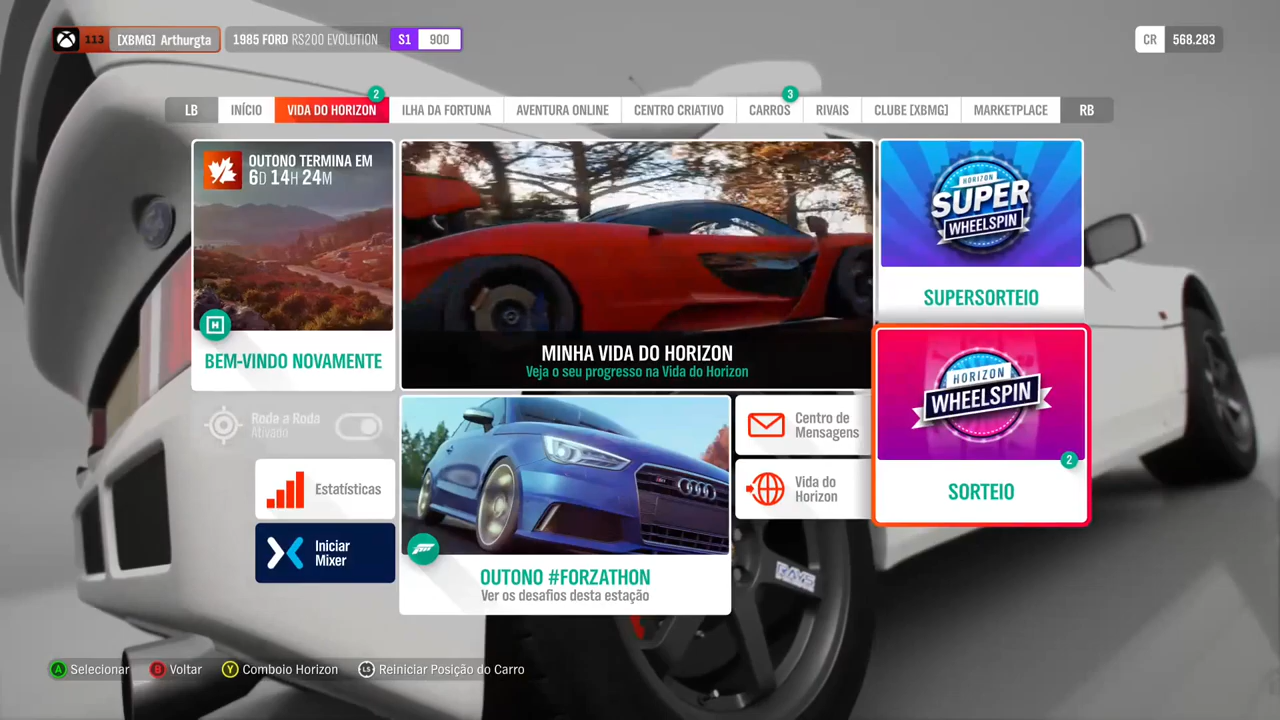 113 [XBMG] Arthurgta
1985 FORD RS200 EVOLUTION S1 900
CR 568.283
LB INÍCIO VIDA DO HORIZON 2 ILHA DA FORTUNA AVENTURA ONLINE CENTRO CRIATIVO CARROS 3 RIVAIS CLUBE [XBMG] MARKETPLACE RB
OUTONO TERMINA EM
6D 14H 24M
BEM-VINDO NOVAMENTE
MINHA VIDA DO HORIZON
Veja o seu progresso na Vida do Horizon
HORIZON
SUPER
WHEELSPIN
SUPERSORTEIO
Roda a Roda
Ativado
Estatísticas
Iniciar
Mixer
OUTONO #FORZATHON
Ver os desafios desta estação
Centro de
Mensagens
Vida do
Horizon
HORIZON
WHEELSPIN
2
SORTEIO
RAYS
A Selecionar B Voltar Y Comboio Horizon LS Reiniciar Posição do Carro